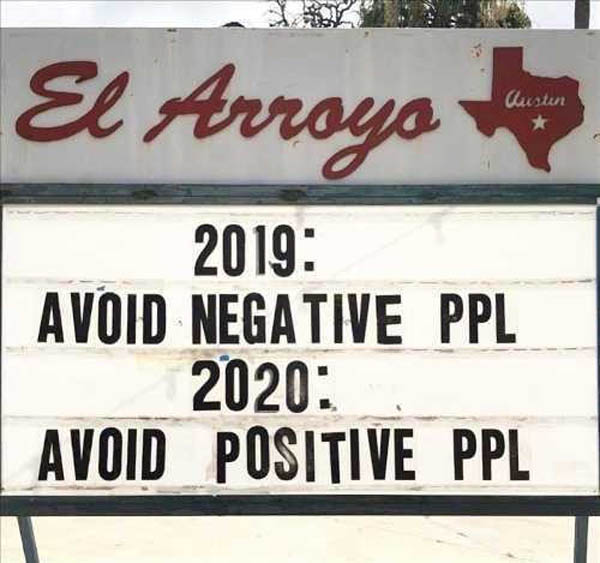 El Arroyo
Austin
2019:
AVOID NEGATIVE PPL
2020:
AVOID POSITIVE PPL